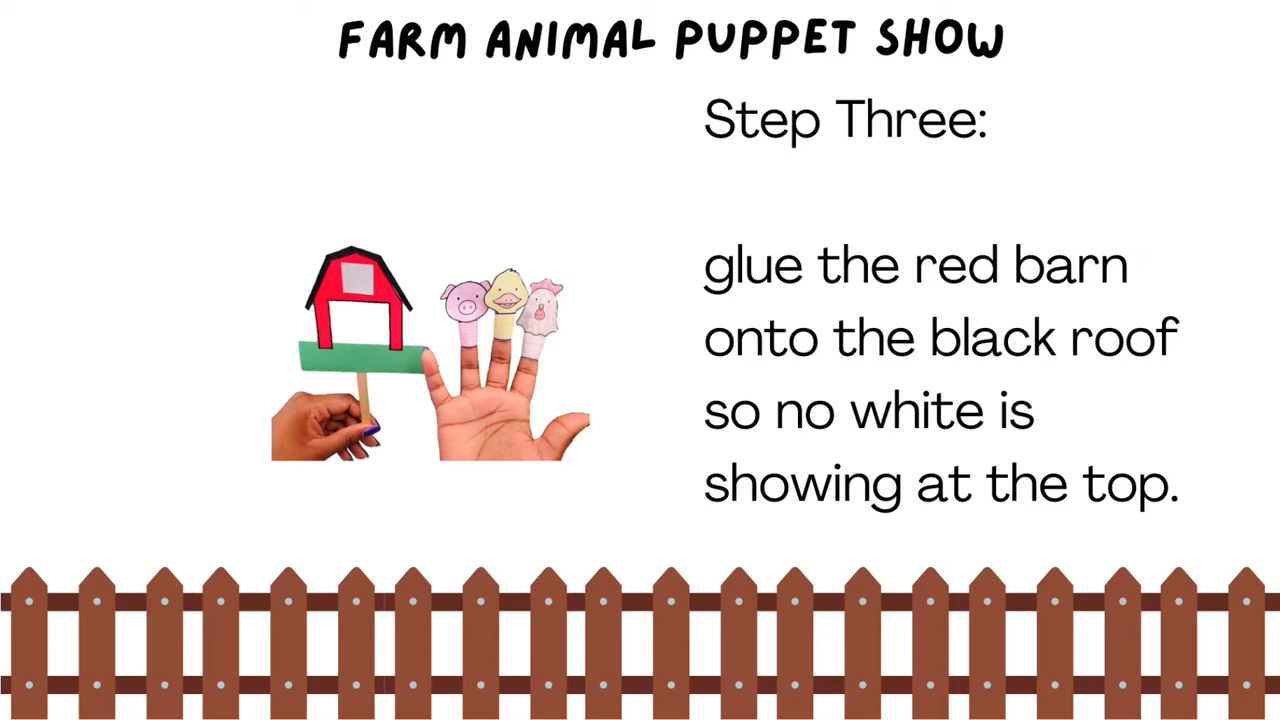 FARM ANIMAL PUPPET SHOW
Step Three:
glue the red barn
onto the black roof
so no white is
showing at the top.